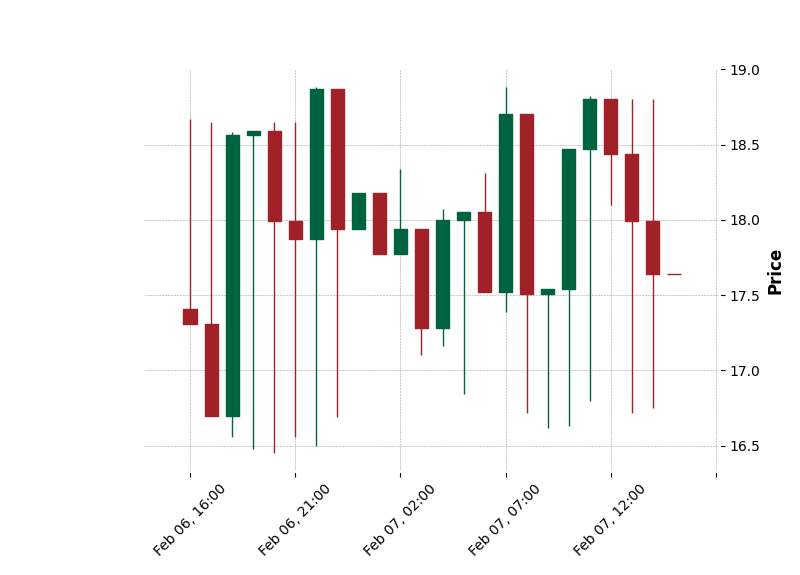 19.0
18.5
18.0
17.5
17.0
16.5
Price
Feb 06, 16:00
Feb 06, 21:00
Feb 07, 02:00
Feb 07, 07:00
Feb 07, 12:00